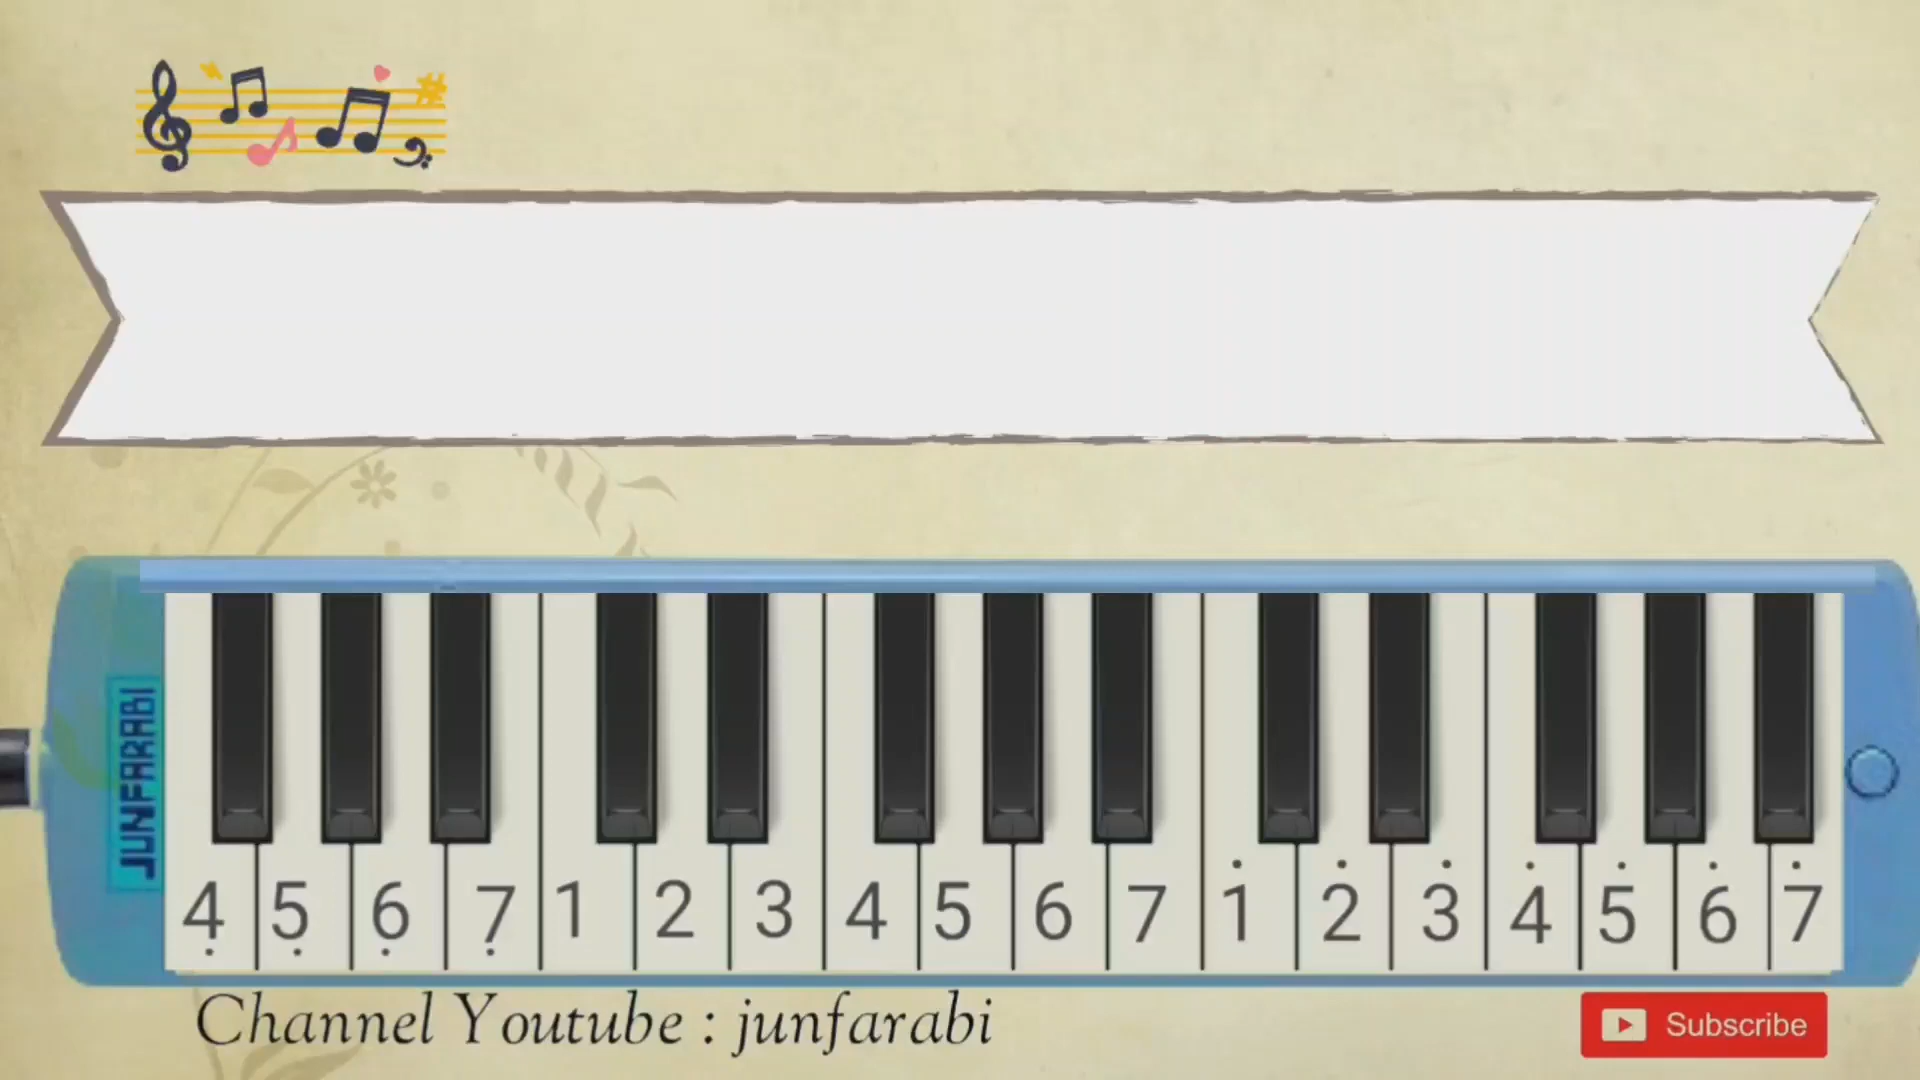 JUNFARABI
4̣ 5̣ 6̣ 7̣ 1 2 3 4 5 6 7 1̇ 2̇ 3̇ 4̇ 5̇ 6̇ 7̇
Channel Youtube : junfarabi
Subscribe